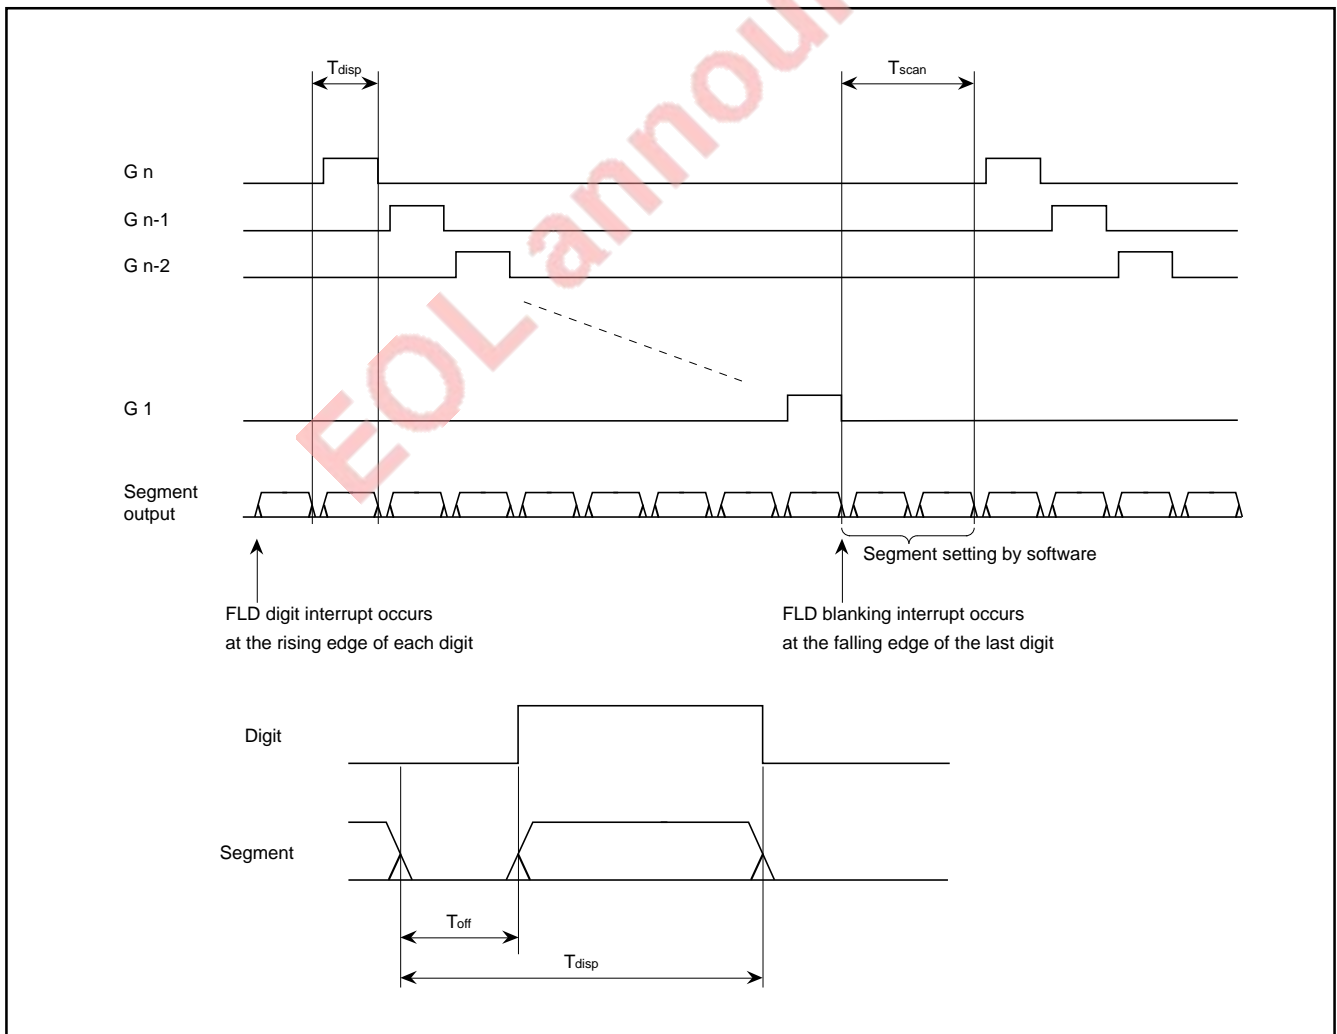 EOL announ
Tdisp
Tscan
G n
G n-1
G n-2
G 1
Segment
output
Segment setting by software
FLD digit interrupt occurs
at the rising edge of each digit
FLD blanking interrupt occurs
at the falling edge of the last digit
Digit
Segment
Toff
Tdisp